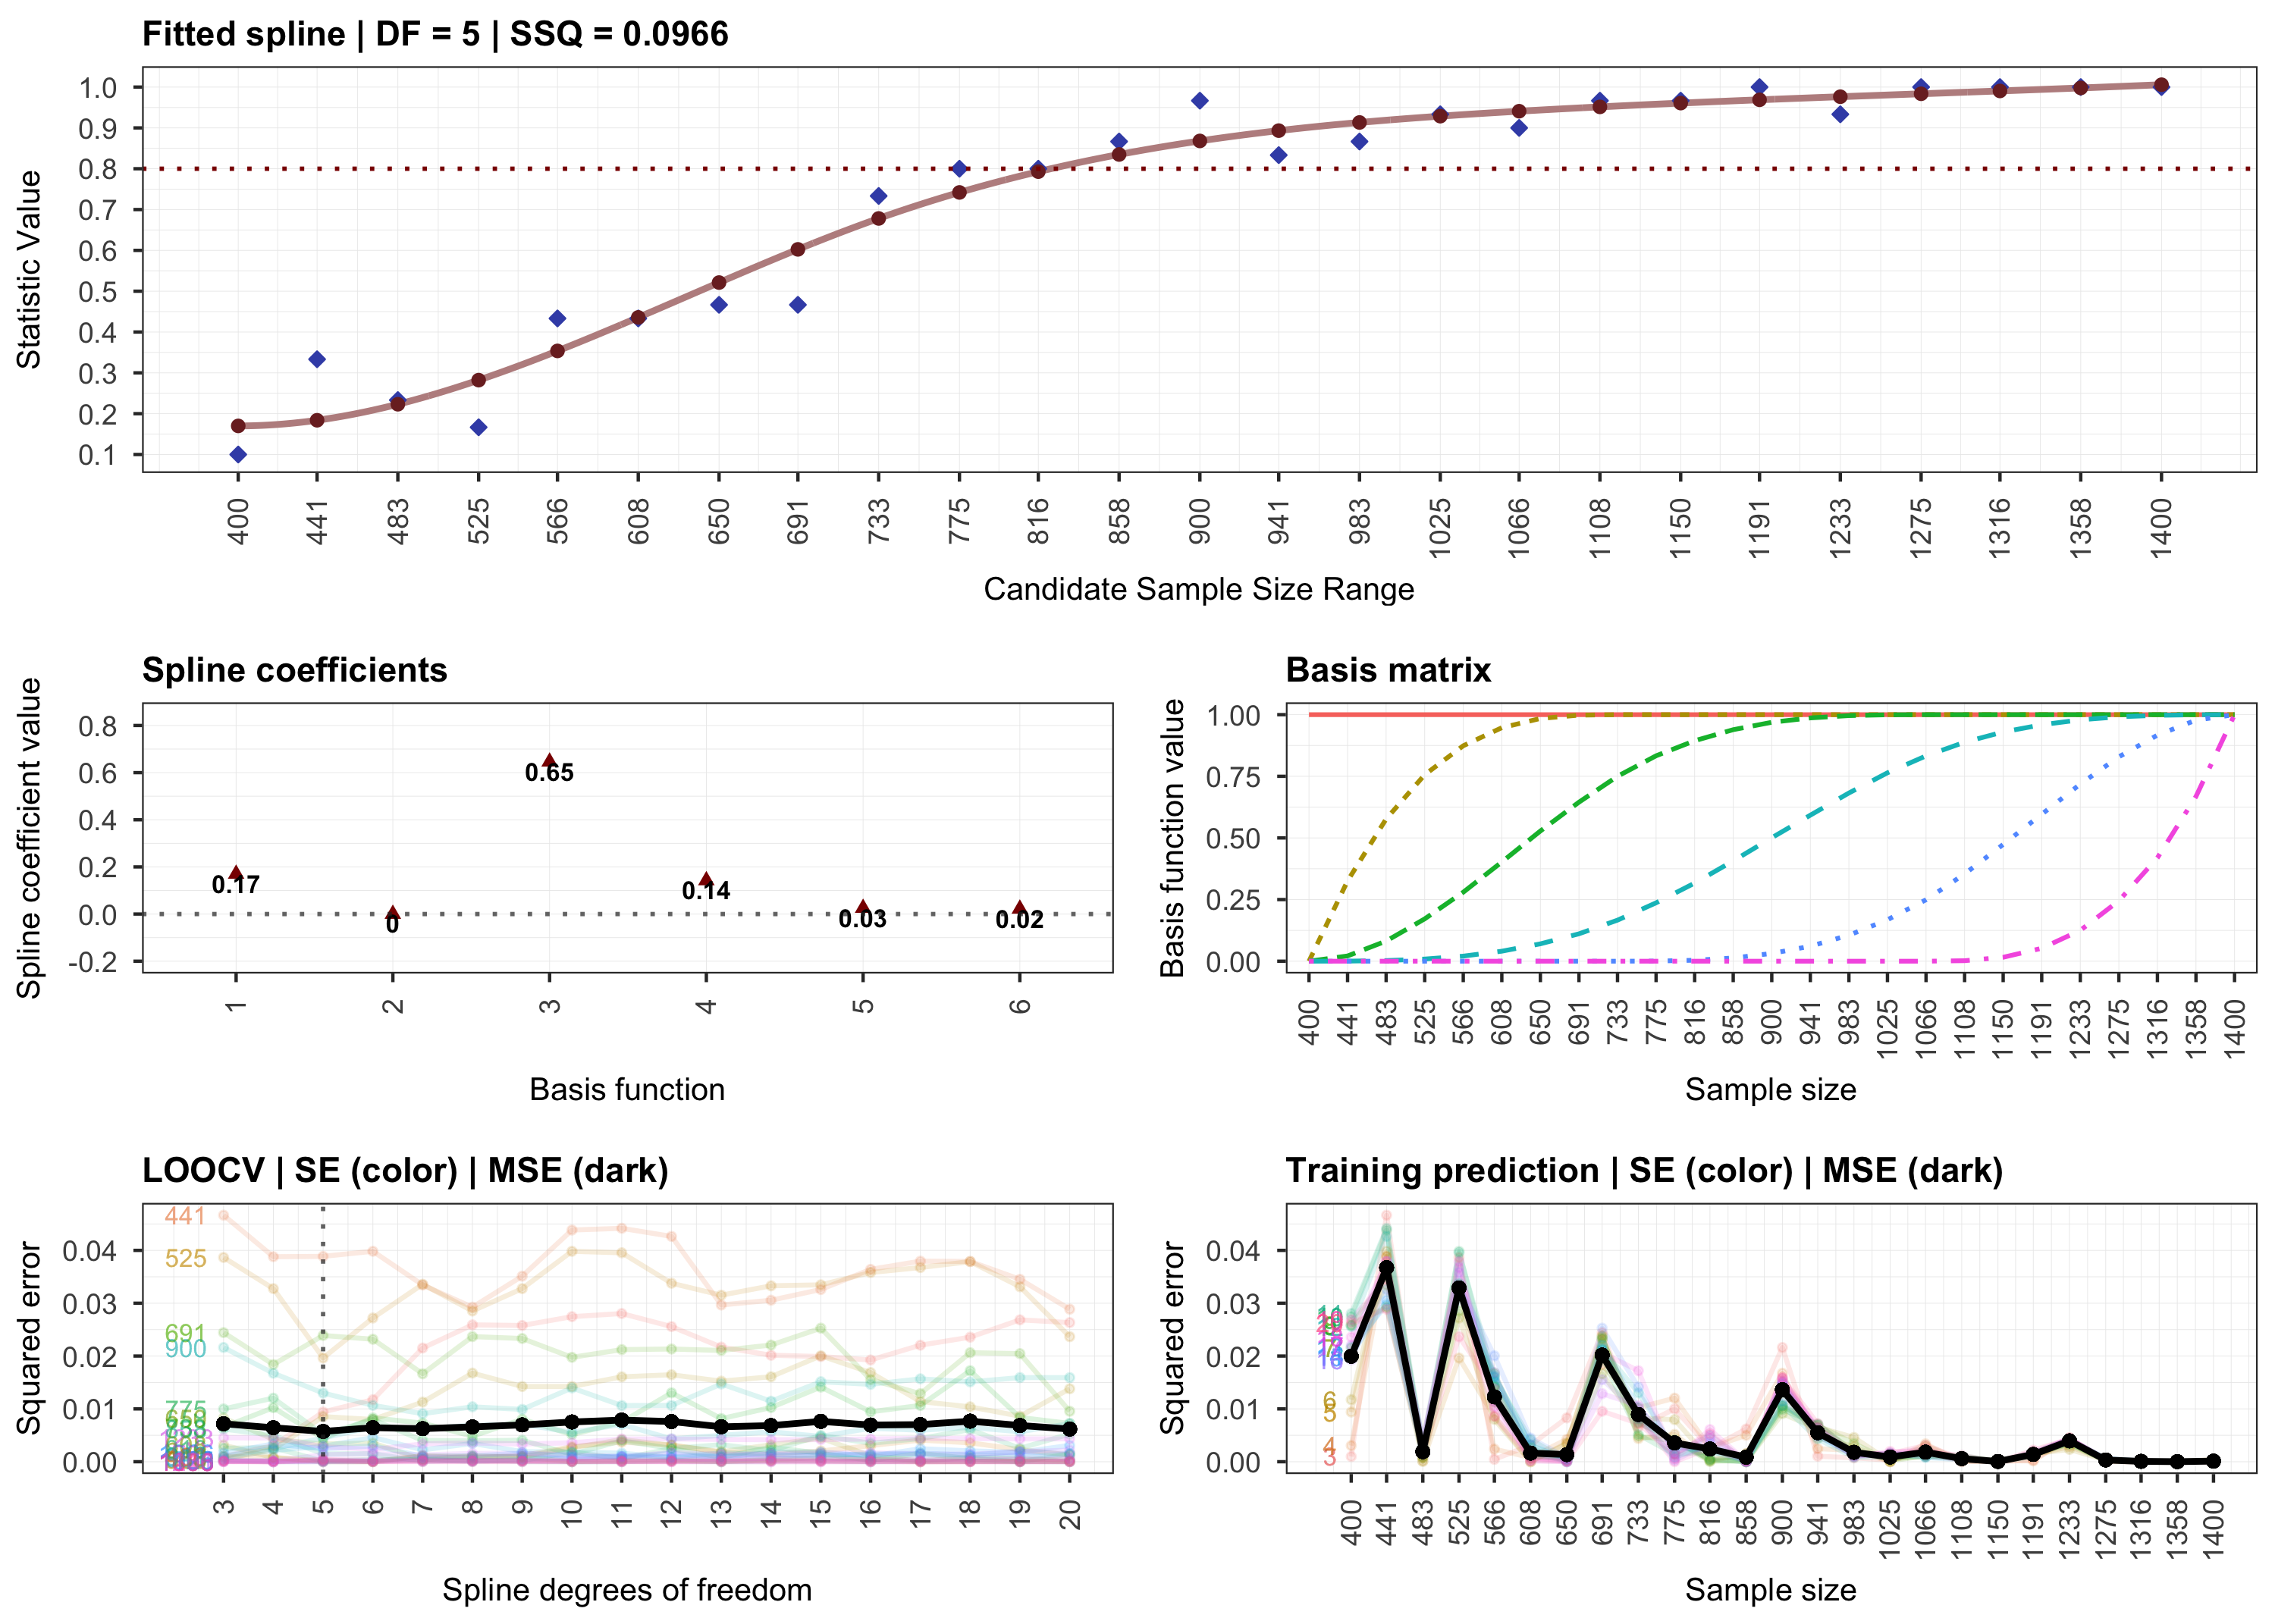 Fitted spline | DF = 5 | SSQ = 0.0966
Statistic Value
1.0
0.9
0.8
0.7
0.6
0.5
0.4
0.3
0.2
0.1
400 441 483 525 566 608 650 691 733 775 816 858 900 941 983 1025 1066 1108 1150 1191 1233 1275 1316 1358 1400
Candidate Sample Size Range
Spline coefficients
Spline coefficient value
0.8
0.6
0.4
0.2
0.0
-0.2
0.17
0
0.65
0.14
0.03
0.02
1 2 3 4 5 6
Basis function
Basis matrix
Basis function value
1.00
0.75
0.50
0.25
0.00
400 441 483 525 566 608 650 691 733 775 816 858 900 941 983 1025 1066 1108 1150 1191 1233 1275 1316 1358 1400
Sample size
LOOCV | SE (color) | MSE (dark)
Squared error
0.04
0.03
0.02
0.01
0.00
441
525
691
900
775
3 4 5 6 7 8 9 10 11 12 13 14 15 16 17 18 19 20
Spline degrees of freedom
Training prediction | SE (color) | MSE (dark)
Squared error
0.04
0.03
0.02
0.01
0.00
6
5
4
3
400 441 483 525 566 608 650 691 733 775 816 858 900 941 983 1025 1066 1108 1150 1191 1233 1275 1316 1358 1400
Sample size